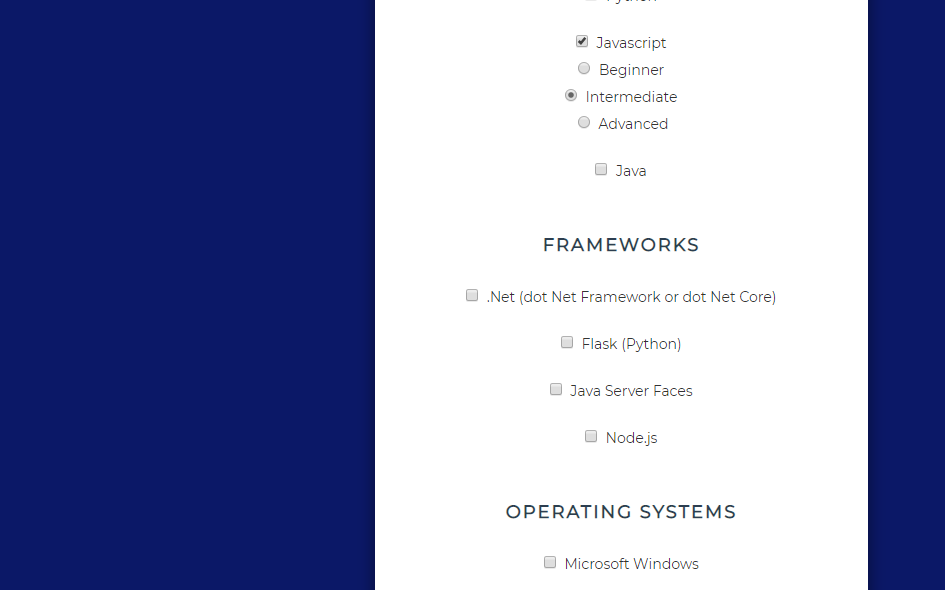 Python
Javascript
Beginner
Intermediate
Advanced
Java
FRAMEWORKS
.Net (dot Net Framework or dot Net Core)
Flask (Python)
Java Server Faces
Node.js
OPERATING SYSTEMS
Microsoft Windows